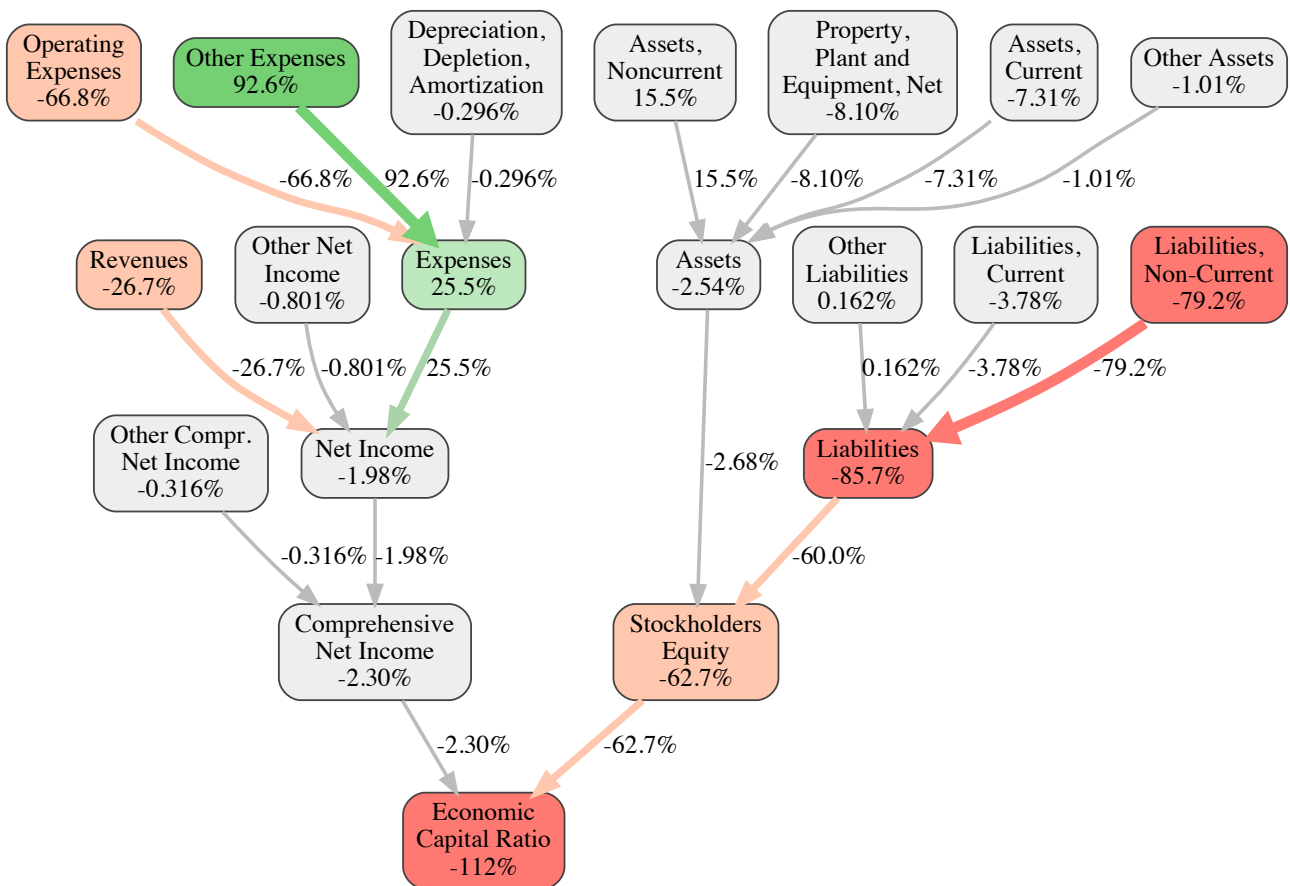 Operating
Expenses
-66.8%
Other Expenses
92.6%
Depreciation,
Depletion,
Amortization
-0.296%
Assets,
Noncurrent
15.5%
Property,
Plant and
Equipment, Net
-8.10%
Assets,
Current
-7.31%
Other Assets
-1.01%
-66.8%
92.6%
-0.296%
15.5%
-8.10%
-7.31%
-1.01%
Revenues
-26.7%
Other Net
Income
-0.801%
Expenses
25.5%
Assets
-2.54%
Other
Liabilities
0.162%
Liabilities,
Current
-3.78%
Liabilities,
Non-Current
-79.2%
-26.7%
-0.801%
25.5%
0.162%
-3.78%
-79.2%
Other Compr.
Net Income
-0.316%
Net Income
-1.98%
-2.68%
Liabilities
-85.7%
-0.316%
-1.98%
-60.0%
Comprehensive
Net Income
-2.30%
Stockholders
Equity
-62.7%
-2.30%
-62.7%
Economic
Capital Ratio
-112%